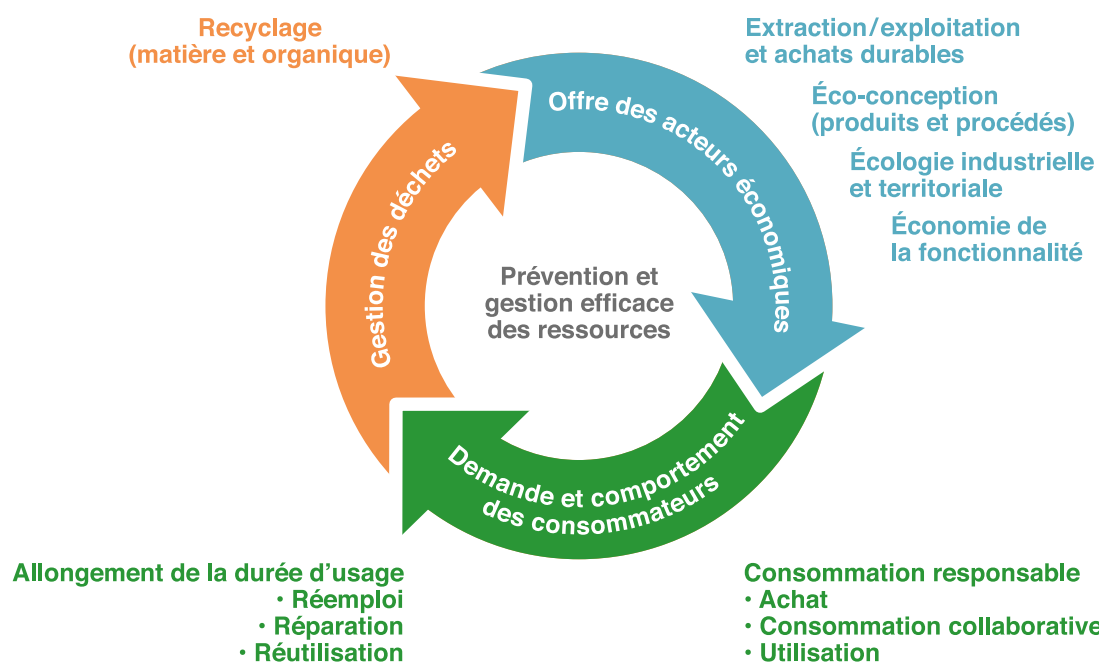 Recyclage
(matière et organique)
Extraction/exploitation
et achats durables
Éco-conception
(produits et procédés)
Écologie industrielle
et territoriale
Économie de
la fonctionnalité
Offre des acteurs économiques
Gestion des déchets
Prévention et
gestion efficace
des ressources
Demande et comportement
des consommateurs
Allongement de la durée d’usage
· Réemploi
· Réparation
· Réutilisation
Consommation responsable
· Achat
· Consommation collaborative
· Utilisation